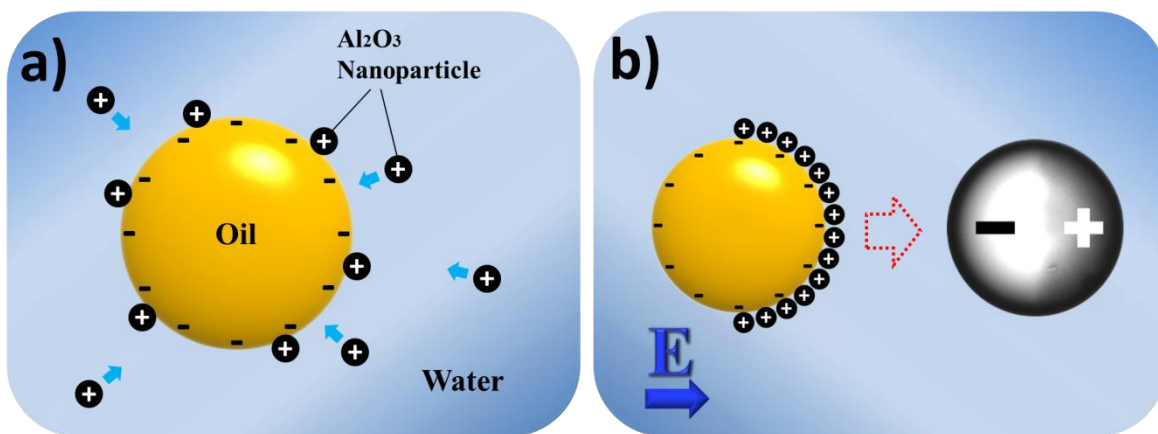 a)
Al₂O₃
Nanoparticle
Oil
Water
b)
E